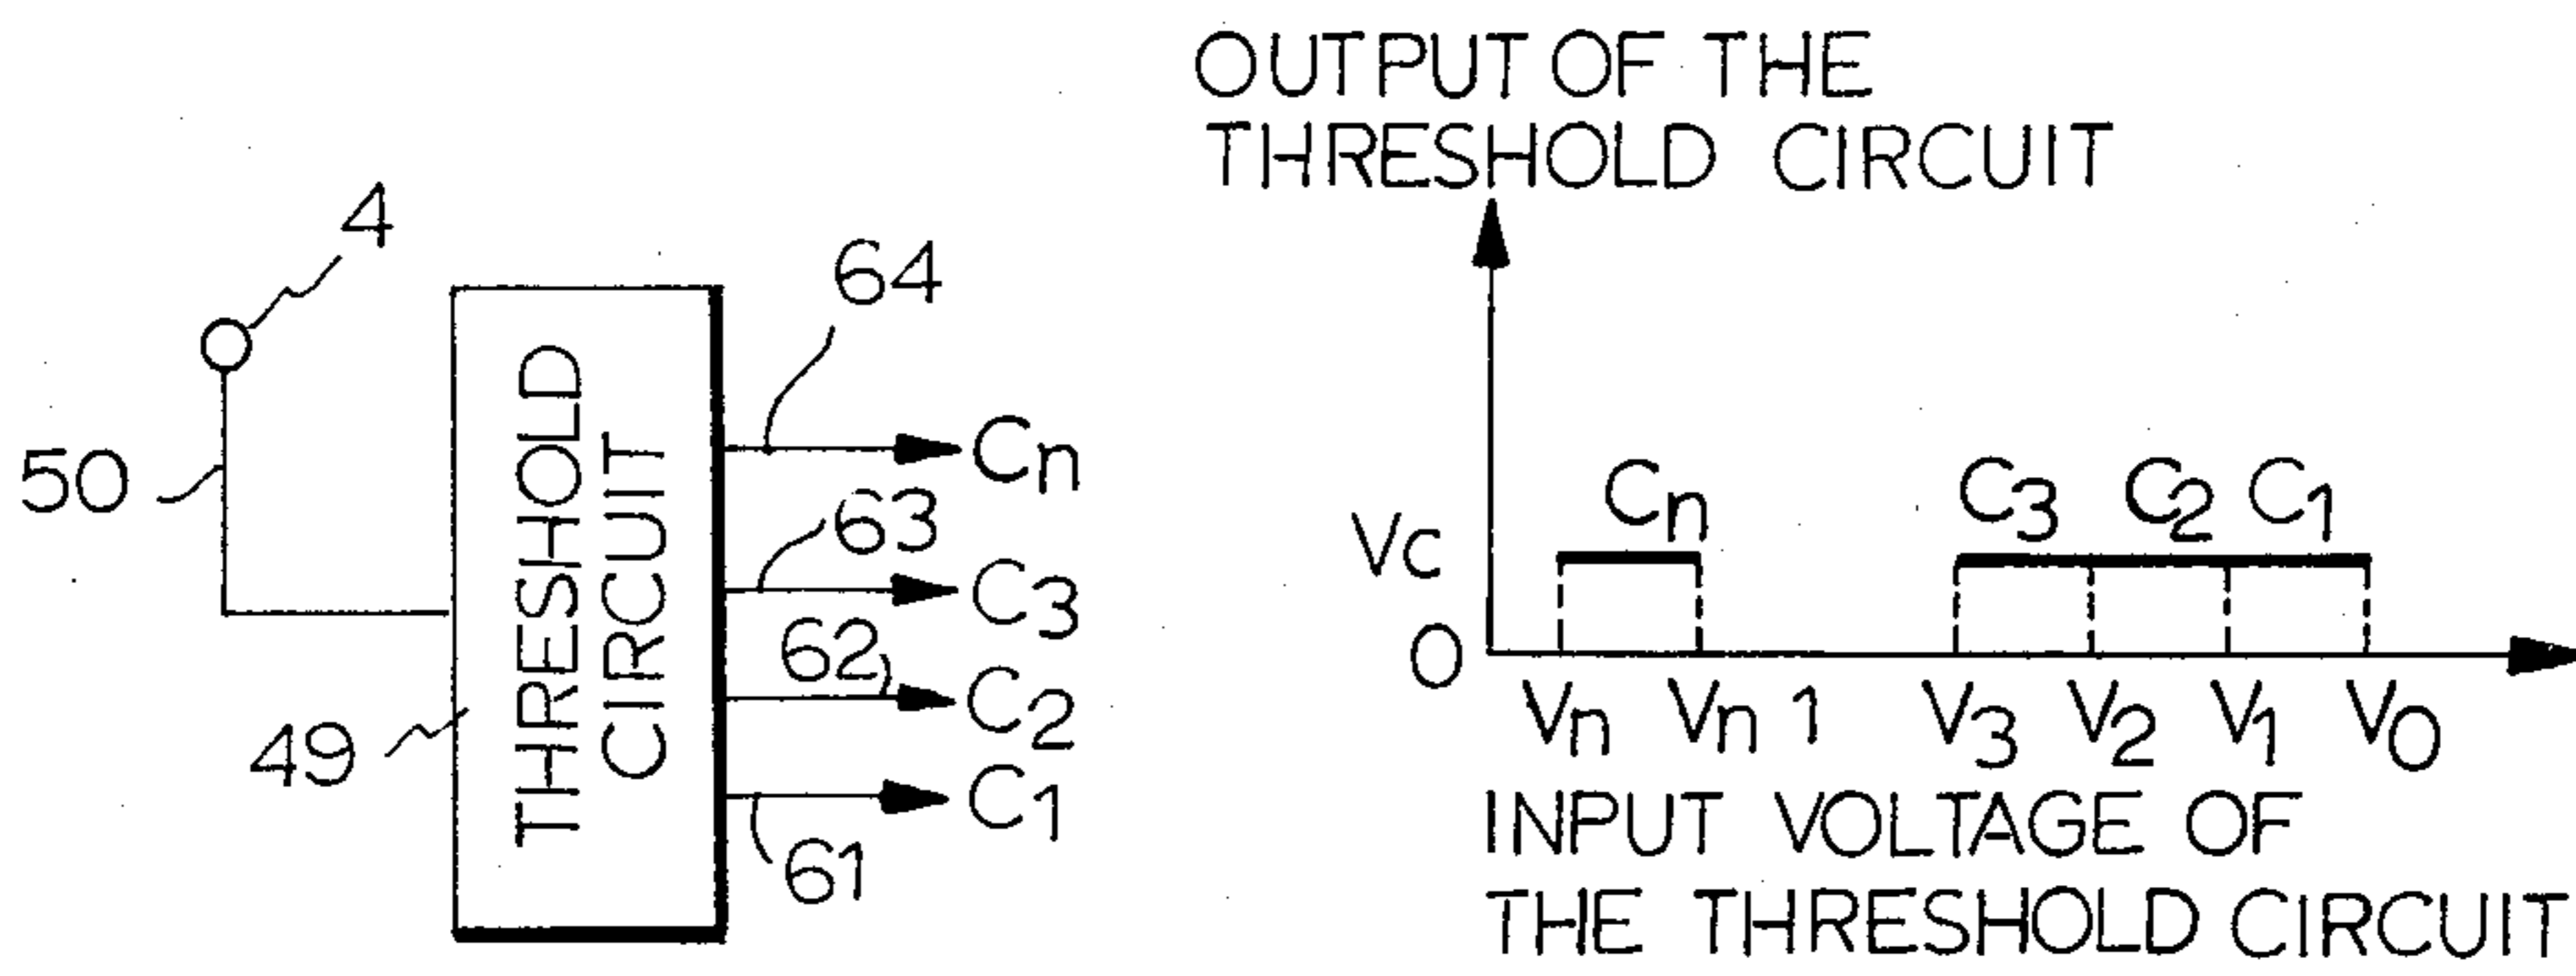 4
50
49
THRESHOLD
CIRCUIT
64
Cn
63
C3
62
C2
C1
61
OUTPUT OF THE
THRESHOLD CIRCUIT
Cn C3 C2 C1
Vc
O
Vn Vn 1 V3 V2 V1 V0
INPUT VOLTAGE OF
THE THRESHOLD CIRCUIT